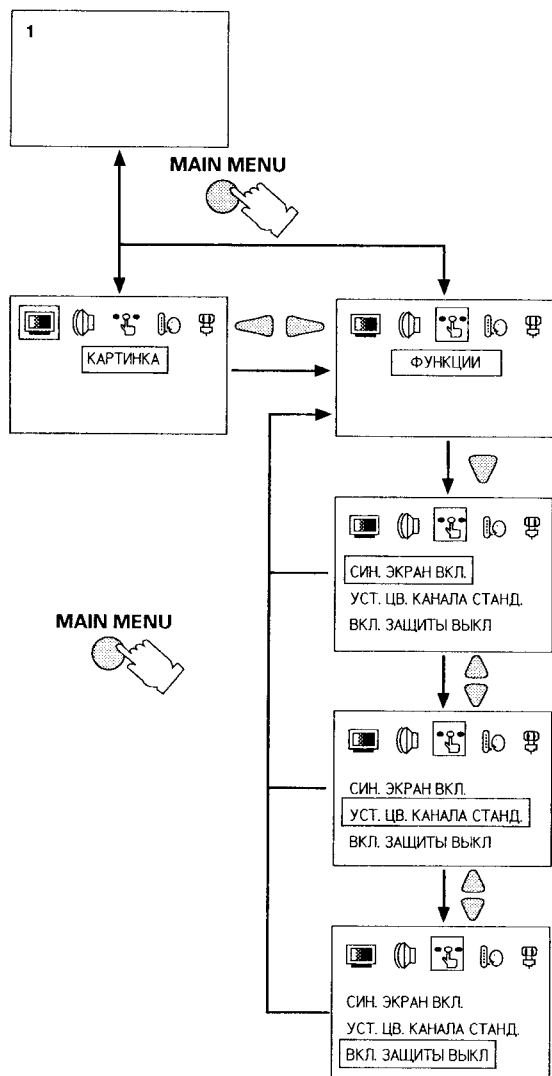 1
MAIN MENU
КАРТИНКА
ФУНКЦИИ
СИН. ЭКРАН ВКЛ.
УСТ. ЦВ. КАНАЛА СТАНД.
ВКЛ. ЗАЩИТЫ ВЫКЛ
MAIN MENU
СИН. ЭКРАН ВКЛ.
УСТ. ЦВ. КАНАЛА СТАНД.
ВКЛ. ЗАЩИТЫ ВЫКЛ
СИН. ЭКРАН ВКЛ.
УСТ. ЦВ. КАНАЛА СТАНД.
ВКЛ. ЗАЩИТЫ ВЫКЛ